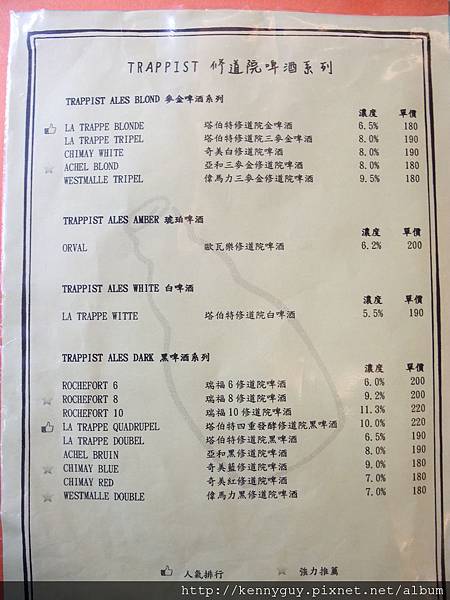 TRAPPIST 修道院啤酒系列
TRAPPIST ALES BLOND 麥金啤酒系列
濃度 單價
LA TRAPPE BLONDE 塔伯特修道院金啤酒 6.5% 180
LA TRAPPE TRIPEL 塔伯特修道院三麥金啤酒 8.0% 190
CHIMAY WHITE 奇美白修道院啤酒 8.0% 190
ACHEL BLOND 亞和三麥金修道院啤酒 8.0% 180
WESTMALLE TRIPEL 偉馬力三麥金修道院啤酒 9.5% 180
TRAPPIST ALES AMBER 琥珀啤酒
濃度 單價
ORVAL 歐瓦樂修道院啤酒 6.2% 200
TRAPPIST ALES WHITE 白啤酒
濃度 單價
LA TRAPPE WITTE 塔伯特修道院白啤酒 5.5% 190
TRAPPIST ALES DARK 黑啤酒系列
濃度 單價
ROCHEFORT 6 瑞福6修道院啤酒 6.0% 200
ROCHEFORT 8 瑞福8修道院啤酒 9.2% 200
ROCHEFORT 10 瑞福10修道院啤酒 11.3% 220
LA TRAPPE QUADRUPEL 塔伯特四重發酵修道院黑啤酒 10.0% 220
LA TRAPPE DOUBEL 塔伯特修道院黑啤酒 6.5% 190
ACHEL BRUIN 亞和黑修道院啤酒 8.0% 190
CHIMAY BLUE 奇美藍修道院啤酒 9.0% 180
CHIMAY RED 奇美紅修道院啤酒 7.0% 180
WESTMALLE DOUBLE 偉馬力黑修道院啤酒 7.0% 180
人氣排行 強力推薦
http://kennyguy.pixnet.net/album